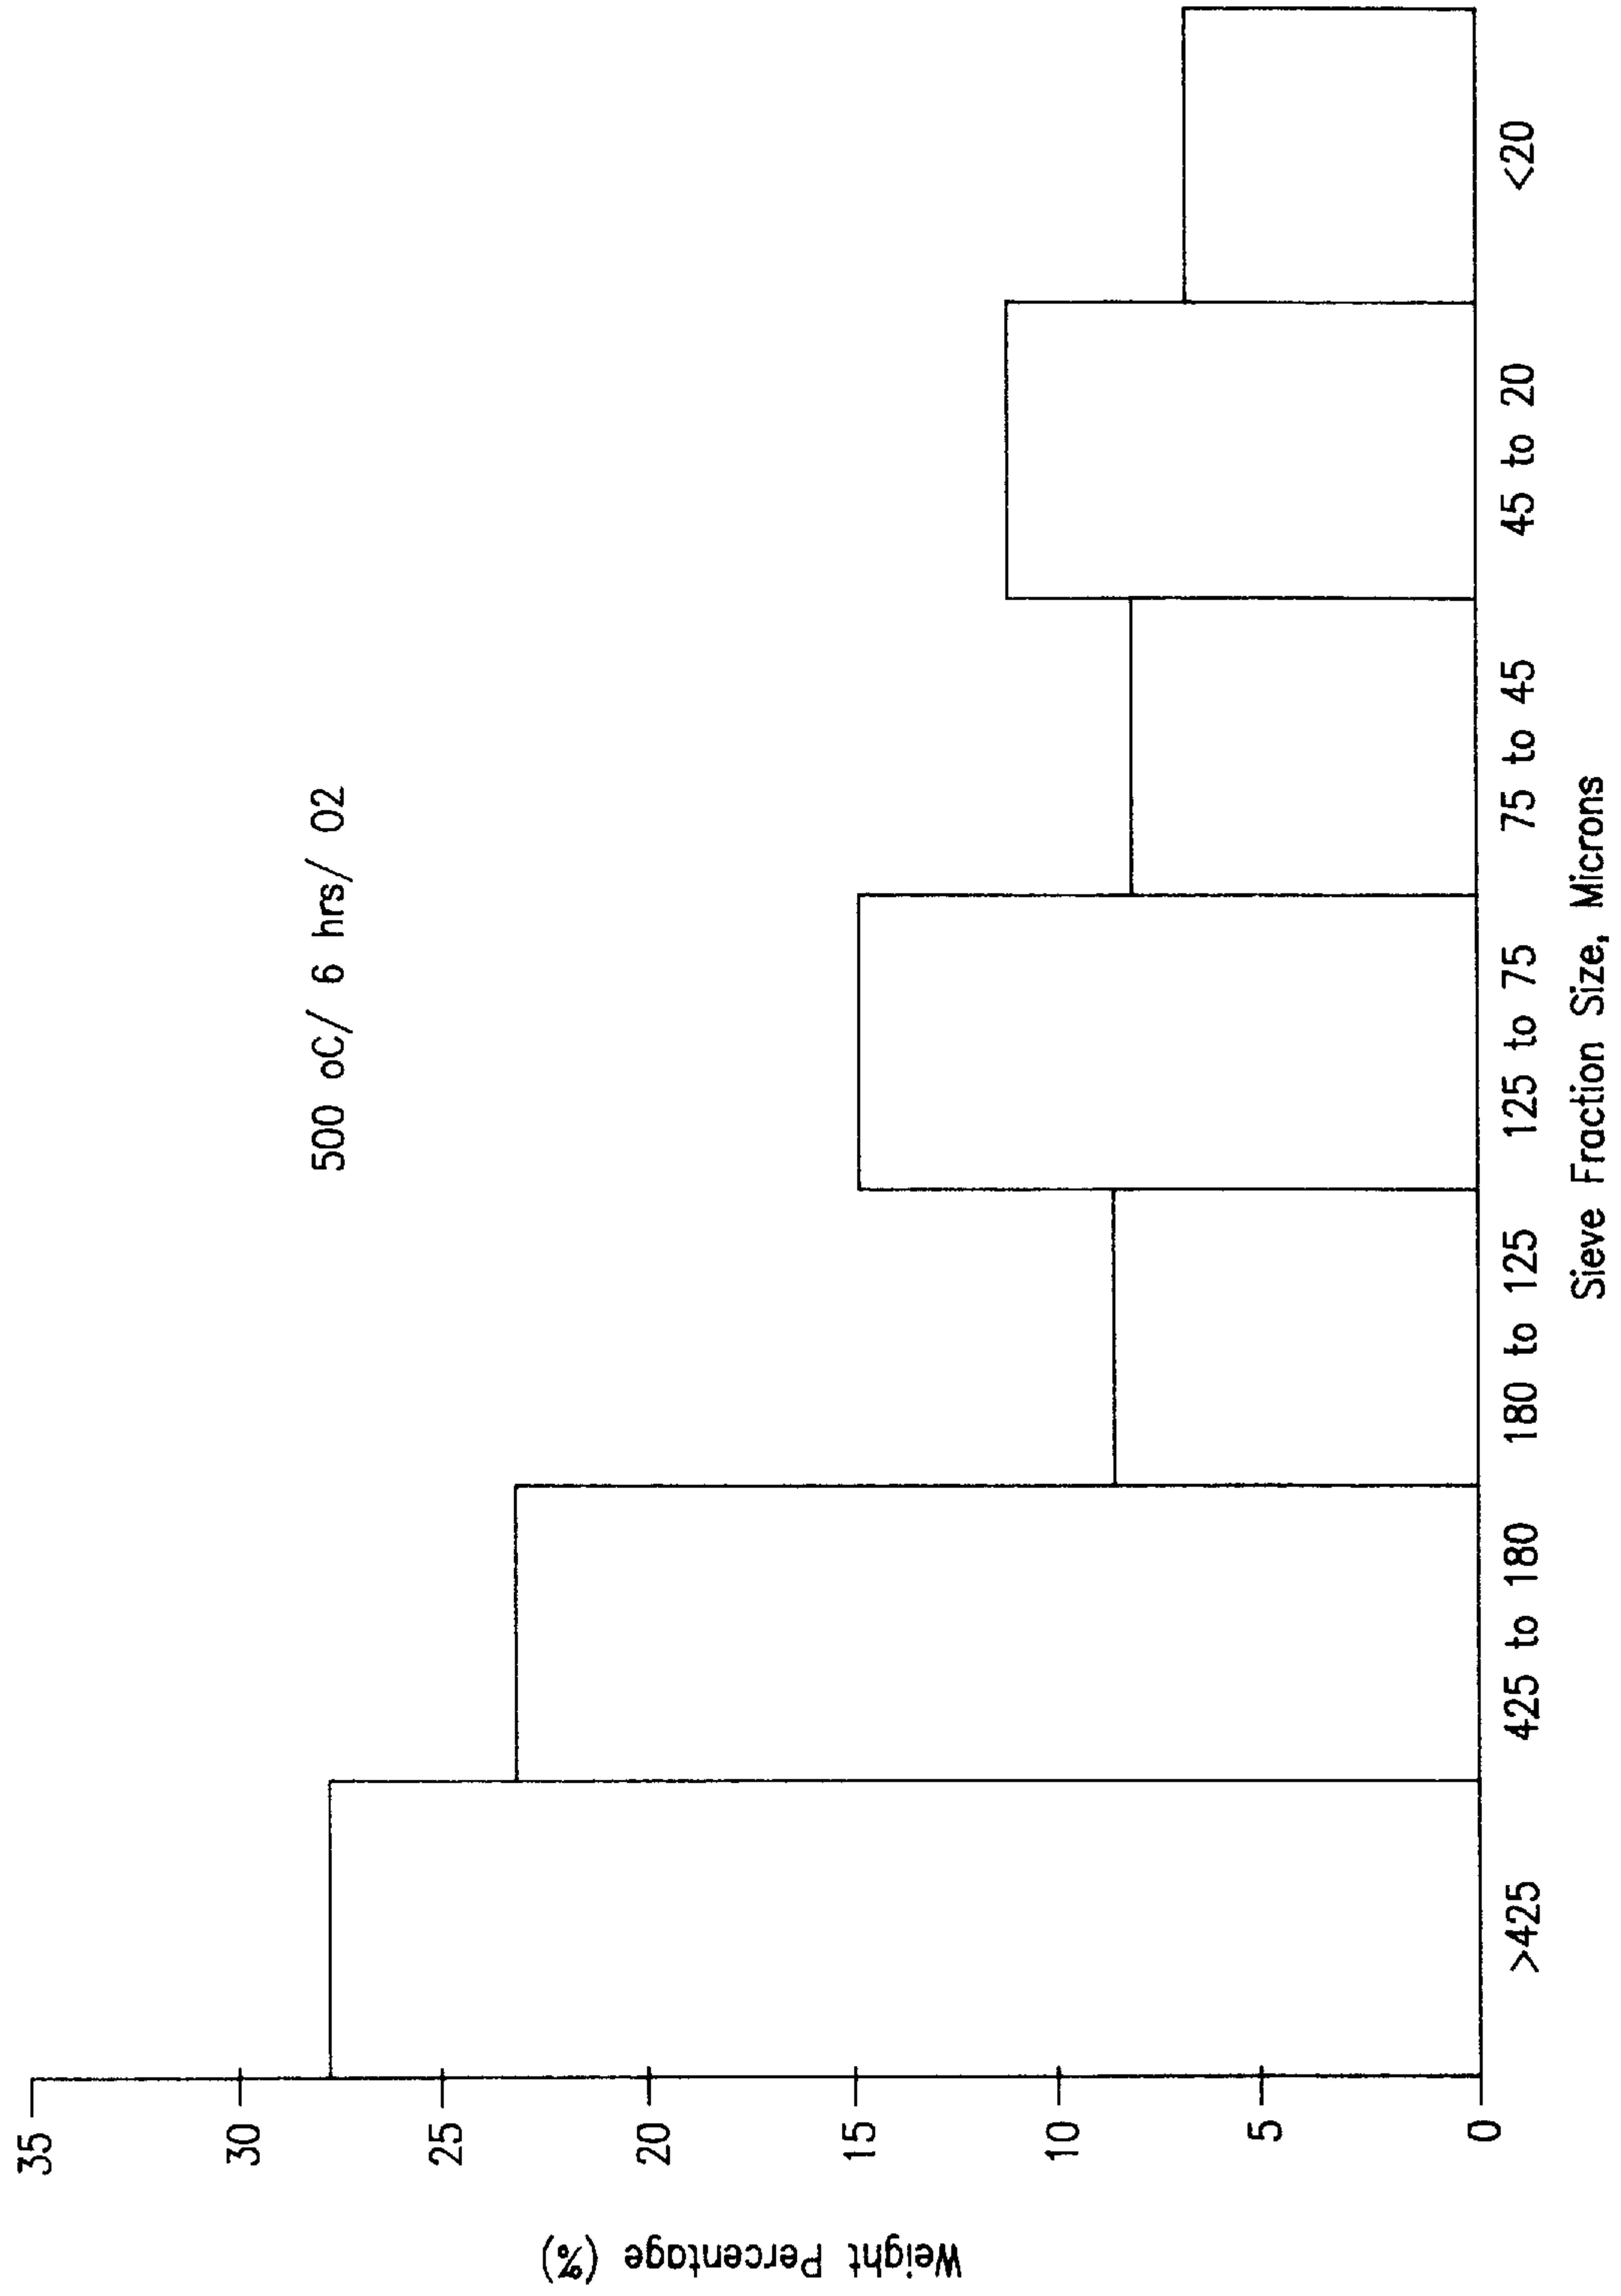 500 oC/ 6 hrs/ O2
Weight Percentage (%)
35
30
25
20
15
10
5
0
>425
425 to 180
180 to 125
125 to 75
75 to 45
45 to 20
<20
Sieve Fraction Size, Microns